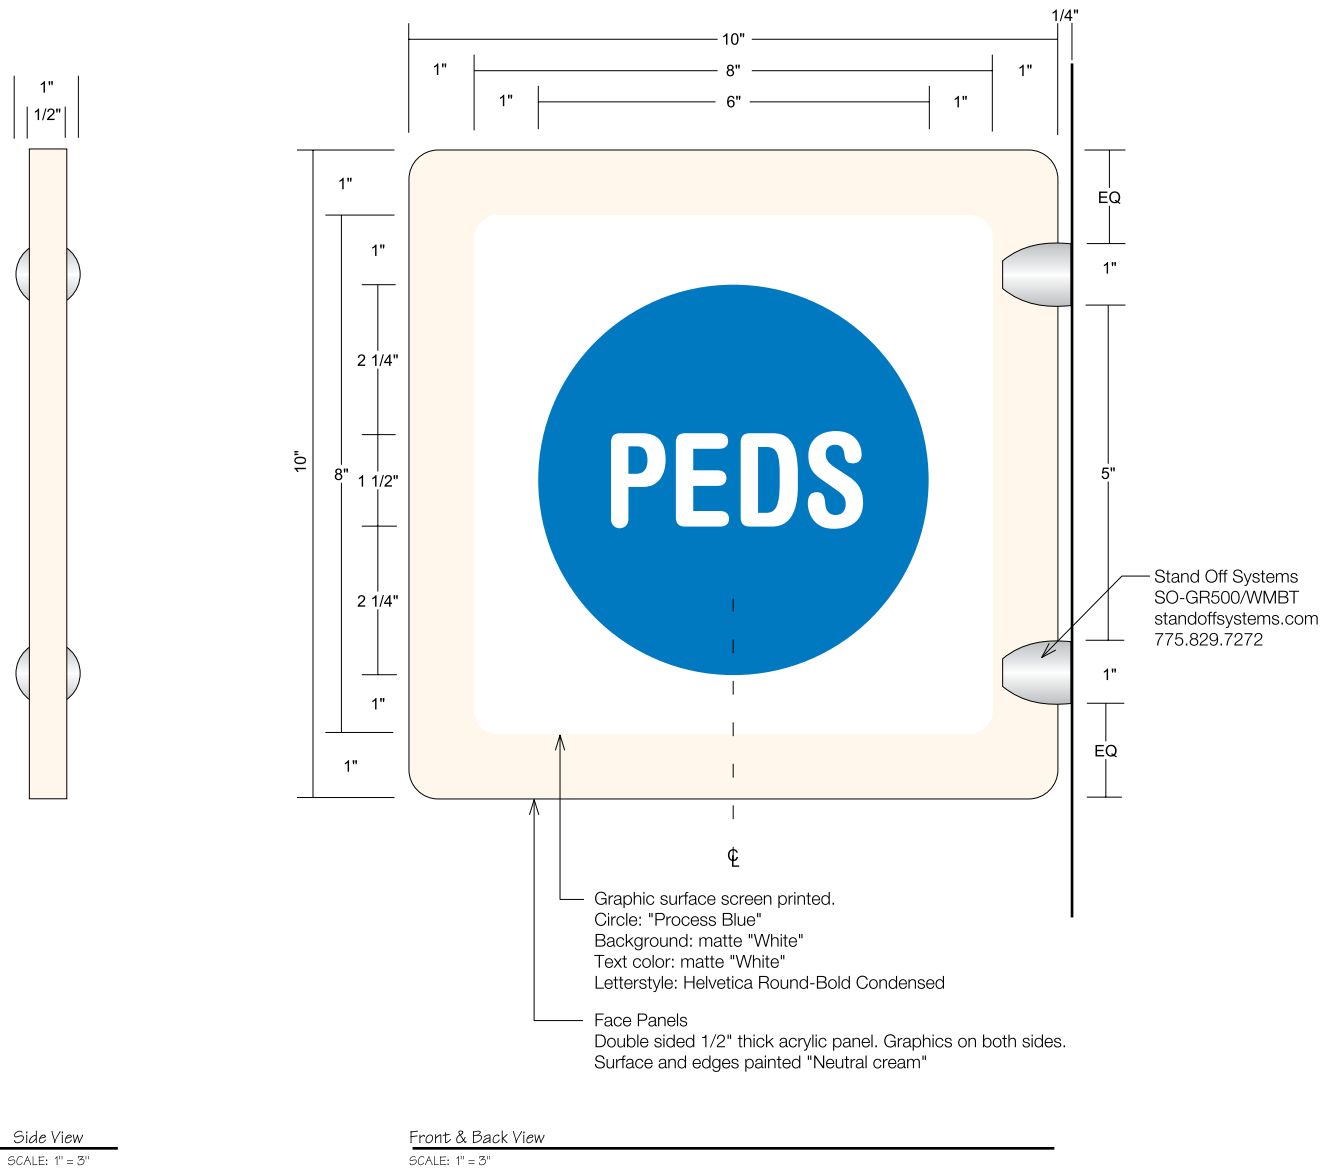 1/4"
10"
1" 8" 1"
1" 6" 1"
1"
1/2"
1"
1"
2 1/4"
10"
8"
1 1/2"
2 1/4"
1"
1"
PEDS
EQ
1"
5"
1"
EQ
Stand Off Systems
SO-GR500/WMBT
standoffsystems.com
775.829.7272
℄
Graphic surface screen printed.
Circle: "Process Blue"
Background: matte "White"
Text color: matte "White"
Letterstyle: Helvetica Round-Bold Condensed
Face Panels
Double sided 1/2" thick acrylic panel. Graphics on both sides.
Surface and edges painted "Neutral cream"
Side View
SCALE: 1" = 3"
Front & Back View
SCALE: 1" = 3"